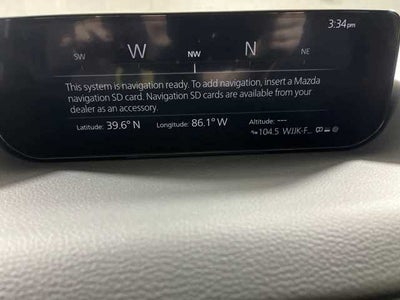 3:34pm
SW W NW N NE
This system is navigation ready. To add navigation, insert a Mazda
navigation SD card. Navigation SD cards are available from your
dealer as an accessory.
Latitude: 39.6° N Longitude: 86.1° W Altitude: ---
104.5 WJJK-F...